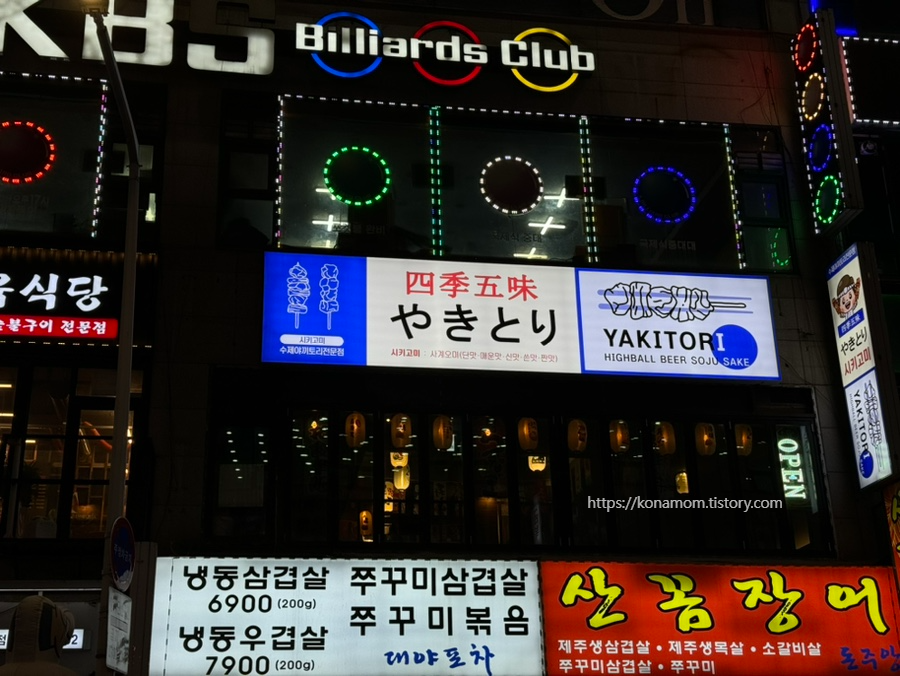 KBS
Billiards Club
식당
구이 전문점
四季五味
やきとり
시키고미
수제야끼토리전문점
시키고미 : 사계오미(단맛·매운맛·신맛·쓴맛·짠맛)
YAKITORI
HIGHBALL BEER SOJU SAKE
四季五味
やきとり
시키고미
YAKITORI
OPEN
https://konamom.tistory.com
냉동삼겹살
6900 (200g)
냉동우겹살
7900 (200g)
쭈꾸미삼겹살
쭈꾸미볶음
대야포차
산꼼장어
제주생삼겹살 • 제주생목살 • 소갈비살
쭈꾸미삼겹살 • 쭈꾸미